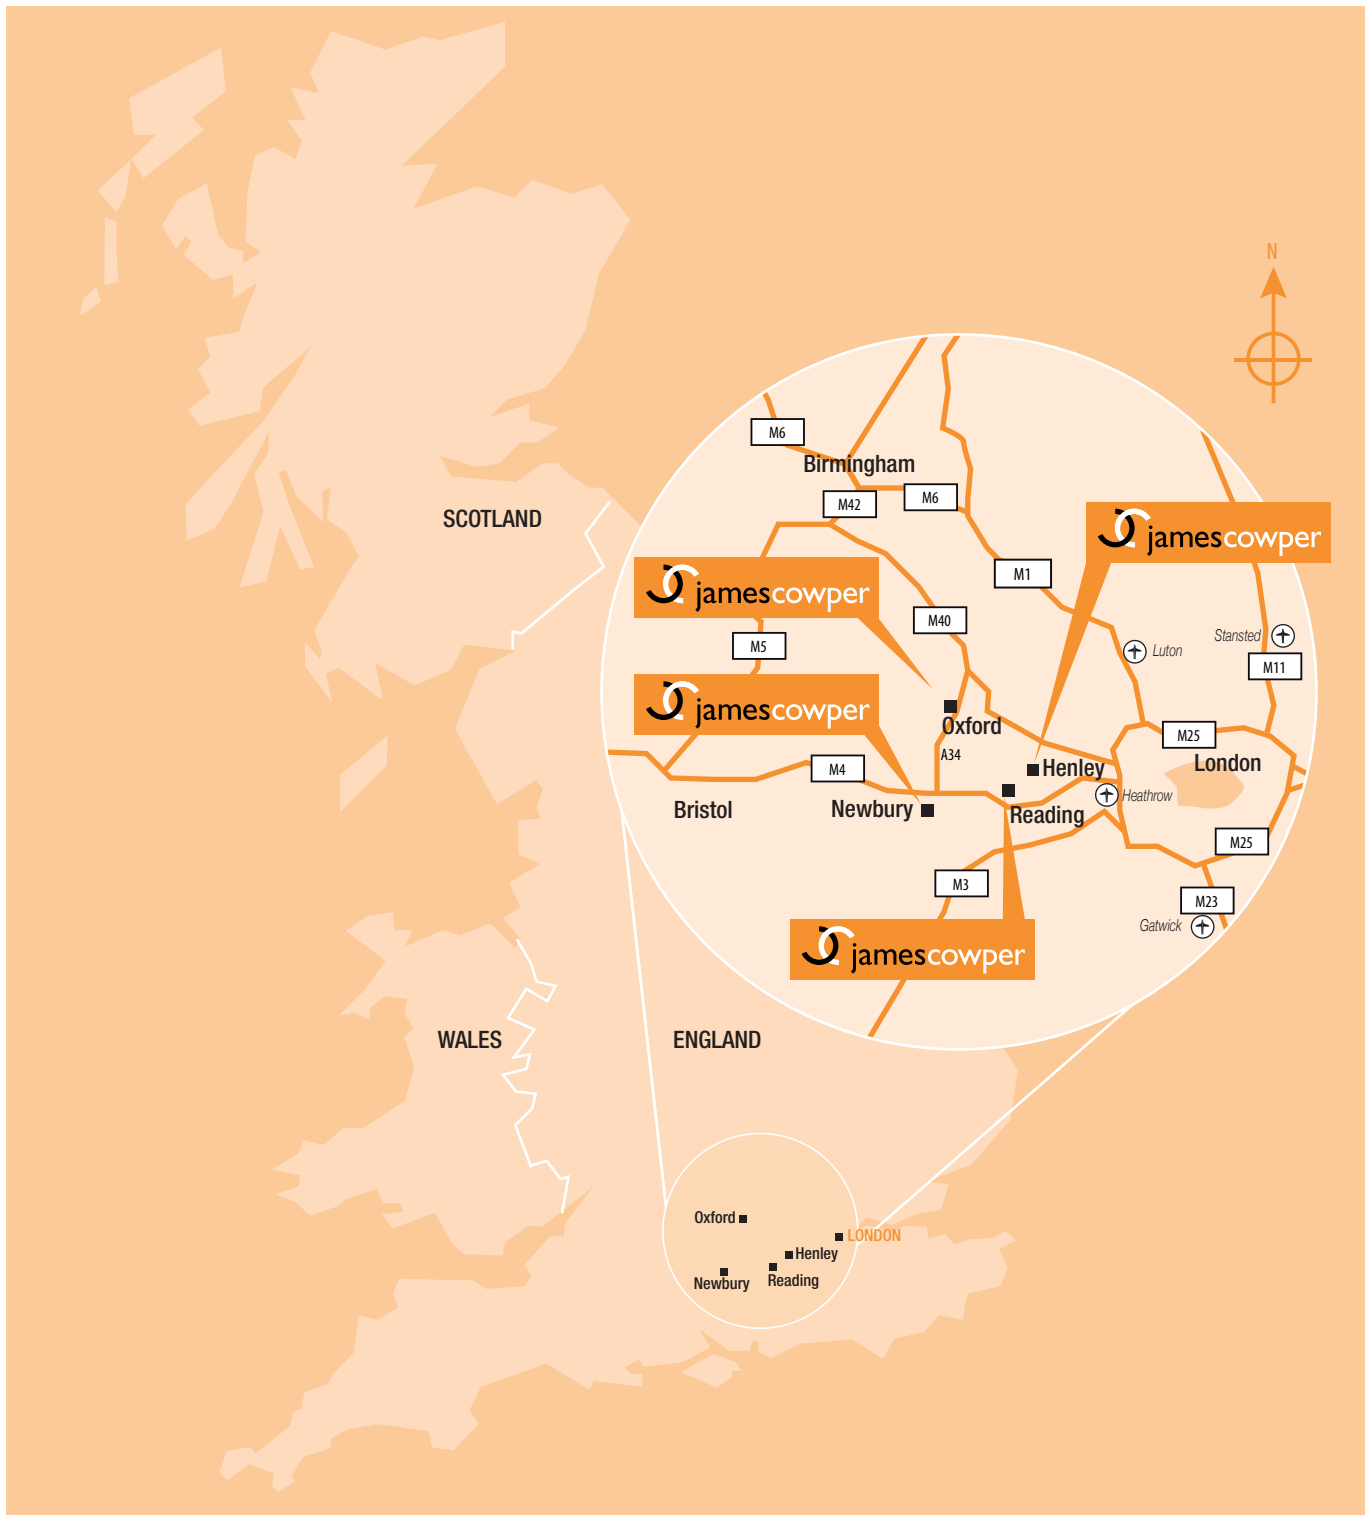 N
M6
Birmingham
M42
M6
SCOTLAND
jamescowper
M1
jamescowper
M40
Stansted
M5
Luton
M11
jamescowper
Oxford
M25
A34
London
M4
Henley
Heathrow
Bristol
Newbury
Reading
M25
M3
M23
Gatwick
jamescowper
WALES
ENGLAND
Oxford
LONDON
Henley
Newbury
Reading